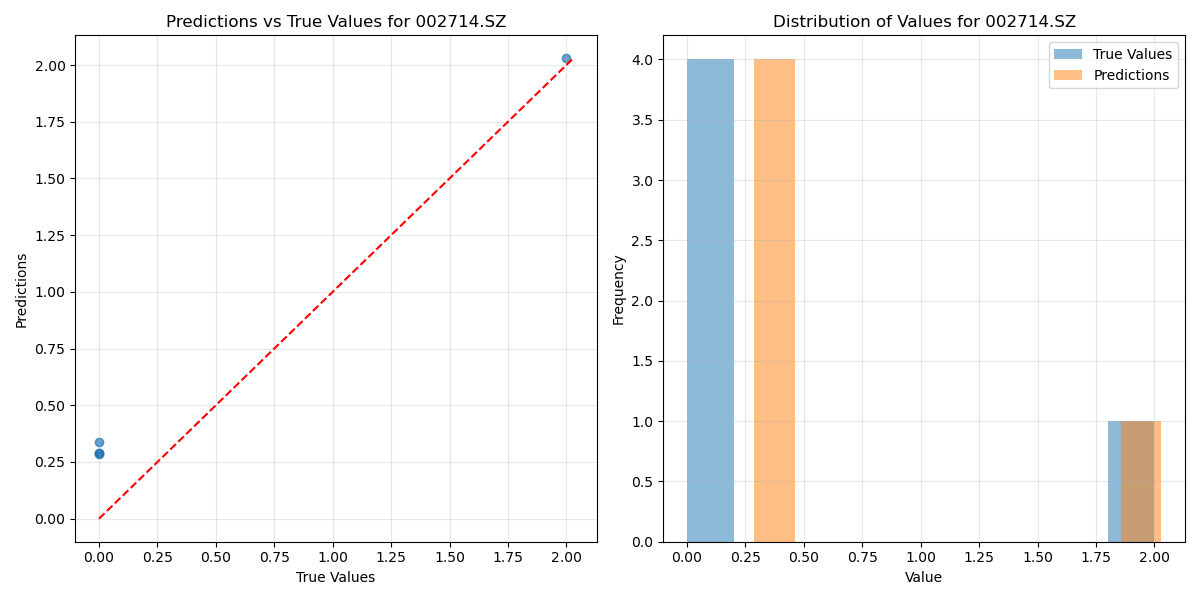 Predictions vs True Values for 002714.SZ
Predictions
2.00
1.75
1.50
1.25
1.00
0.75
0.50
0.25
0.00
0.00 0.25 0.50 0.75 1.00 1.25 1.50 1.75 2.00
True Values
Distribution of Values for 002714.SZ
True Values
Predictions
Frequency
4.0
3.5
3.0
2.5
2.0
1.5
1.0
0.5
0.0
0.00 0.25 0.50 0.75 1.00 1.25 1.50 1.75 2.00
Value